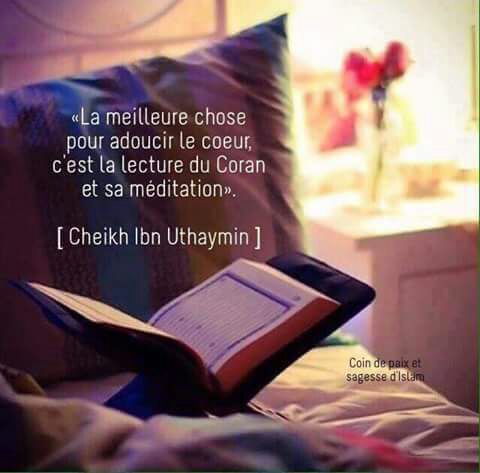 «La meilleure chose
pour adoucir le coeur,
c'est la lecture du Coran
et sa méditation».
[ Cheikh Ibn Uthaymin ]
Coin de paix et
sagesse d'Islam